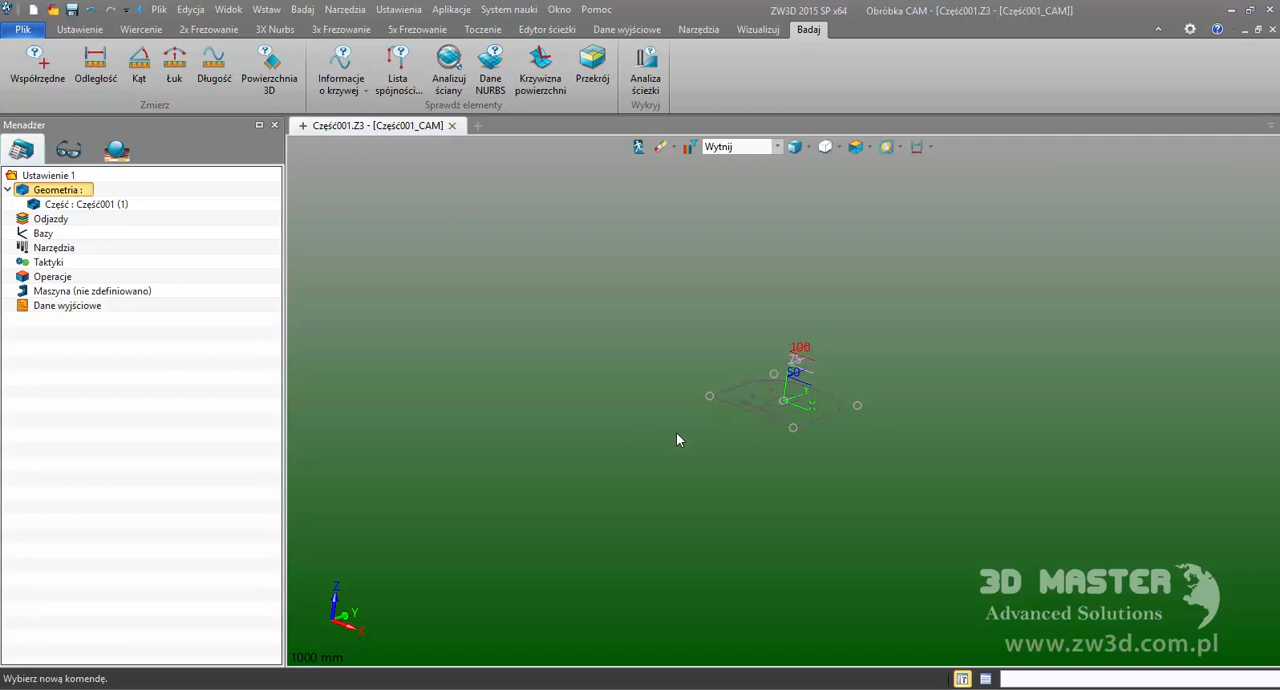 Plik Edycja Widok Wstaw Badaj Narzędzia Ustawienia Aplikacje System nauki Okno Pomoc ZW3D 2015 SP x64 Obróbka CAM - [Część001.Z3 - [Część001_CAM]]
Plik Ustawienie Wiercenie 2x Frezowanie 3X Nurbs 3x Frezowanie 5x Frezowanie Toczenie Edytor ścieżki Dane wyjściowe Narzędzia Wizualizuj Badaj
Współrzędne Odległość Kąt Łuk Długość Powierzchnia Informacje Lista Analizuj Dane Krzywizna Przekrój Analiza
3D o krzywej spójności... ściany NURBS powierzchni ścieżki
Zmierz Sprawdź elementy Wykryj
Menadżer
Część001.Z3 - [Część001_CAM]
Wytnij
Ustawienie 1
Geometria :
Część : Część001 (1)
Odjazdy
Bazy
Narzędzia
Taktyki
Operacje
Maszyna (nie zdefiniowano)
Dane wyjściowe
100
75
50
Y
X
Z
Y
X
1000 mm
3D MASTER
Advanced Solutions
www.zw3d.com.pl
Wybierz nową komendę.